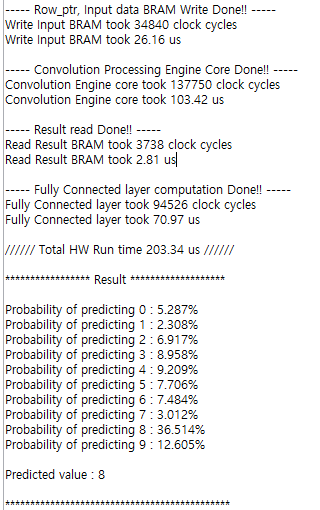 ----- Row_ptr, Input data BRAM Write Done!! -----
Write Input BRAM took 34840 clock cycles
Write Input BRAM took 26.16 us
----- Convolution Processing Engine Core Done!! -----
Convolution Engine core took 137750 clock cycles
Convolution Engine core took 103.42 us
----- Result read Done!! -----
Read Result BRAM took 3738 clock cycles
Read Result BRAM took 2.81 us
----- Fully Connected layer computation Done!! -----
Fully Connected layer took 94526 clock cycles
Fully Connected layer took 70.97 us
////// Total HW Run time 203.34 us //////
***************** Result *******************
Probability of predicting 0 : 5.287%
Probability of predicting 1 : 2.308%
Probability of predicting 2 : 6.917%
Probability of predicting 3 : 8.958%
Probability of predicting 4 : 9.209%
Probability of predicting 5 : 7.706%
Probability of predicting 6 : 7.484%
Probability of predicting 7 : 3.012%
Probability of predicting 8 : 36.514%
Probability of predicting 9 : 12.605%
Predicted value : 8
*********************************************